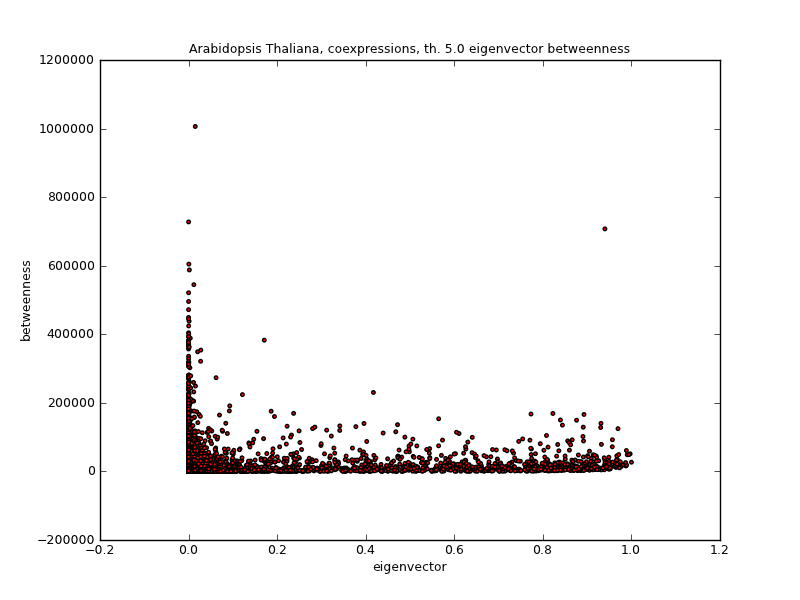 Arabidopsis Thaliana, coexpressions, th. 5.0 eigenvector betweenness
1200000
1000000
800000
600000
400000
200000
0
−200000
betweenness
−0.2 0.0 0.2 0.4 0.6 0.8 1.0 1.2
eigenvector